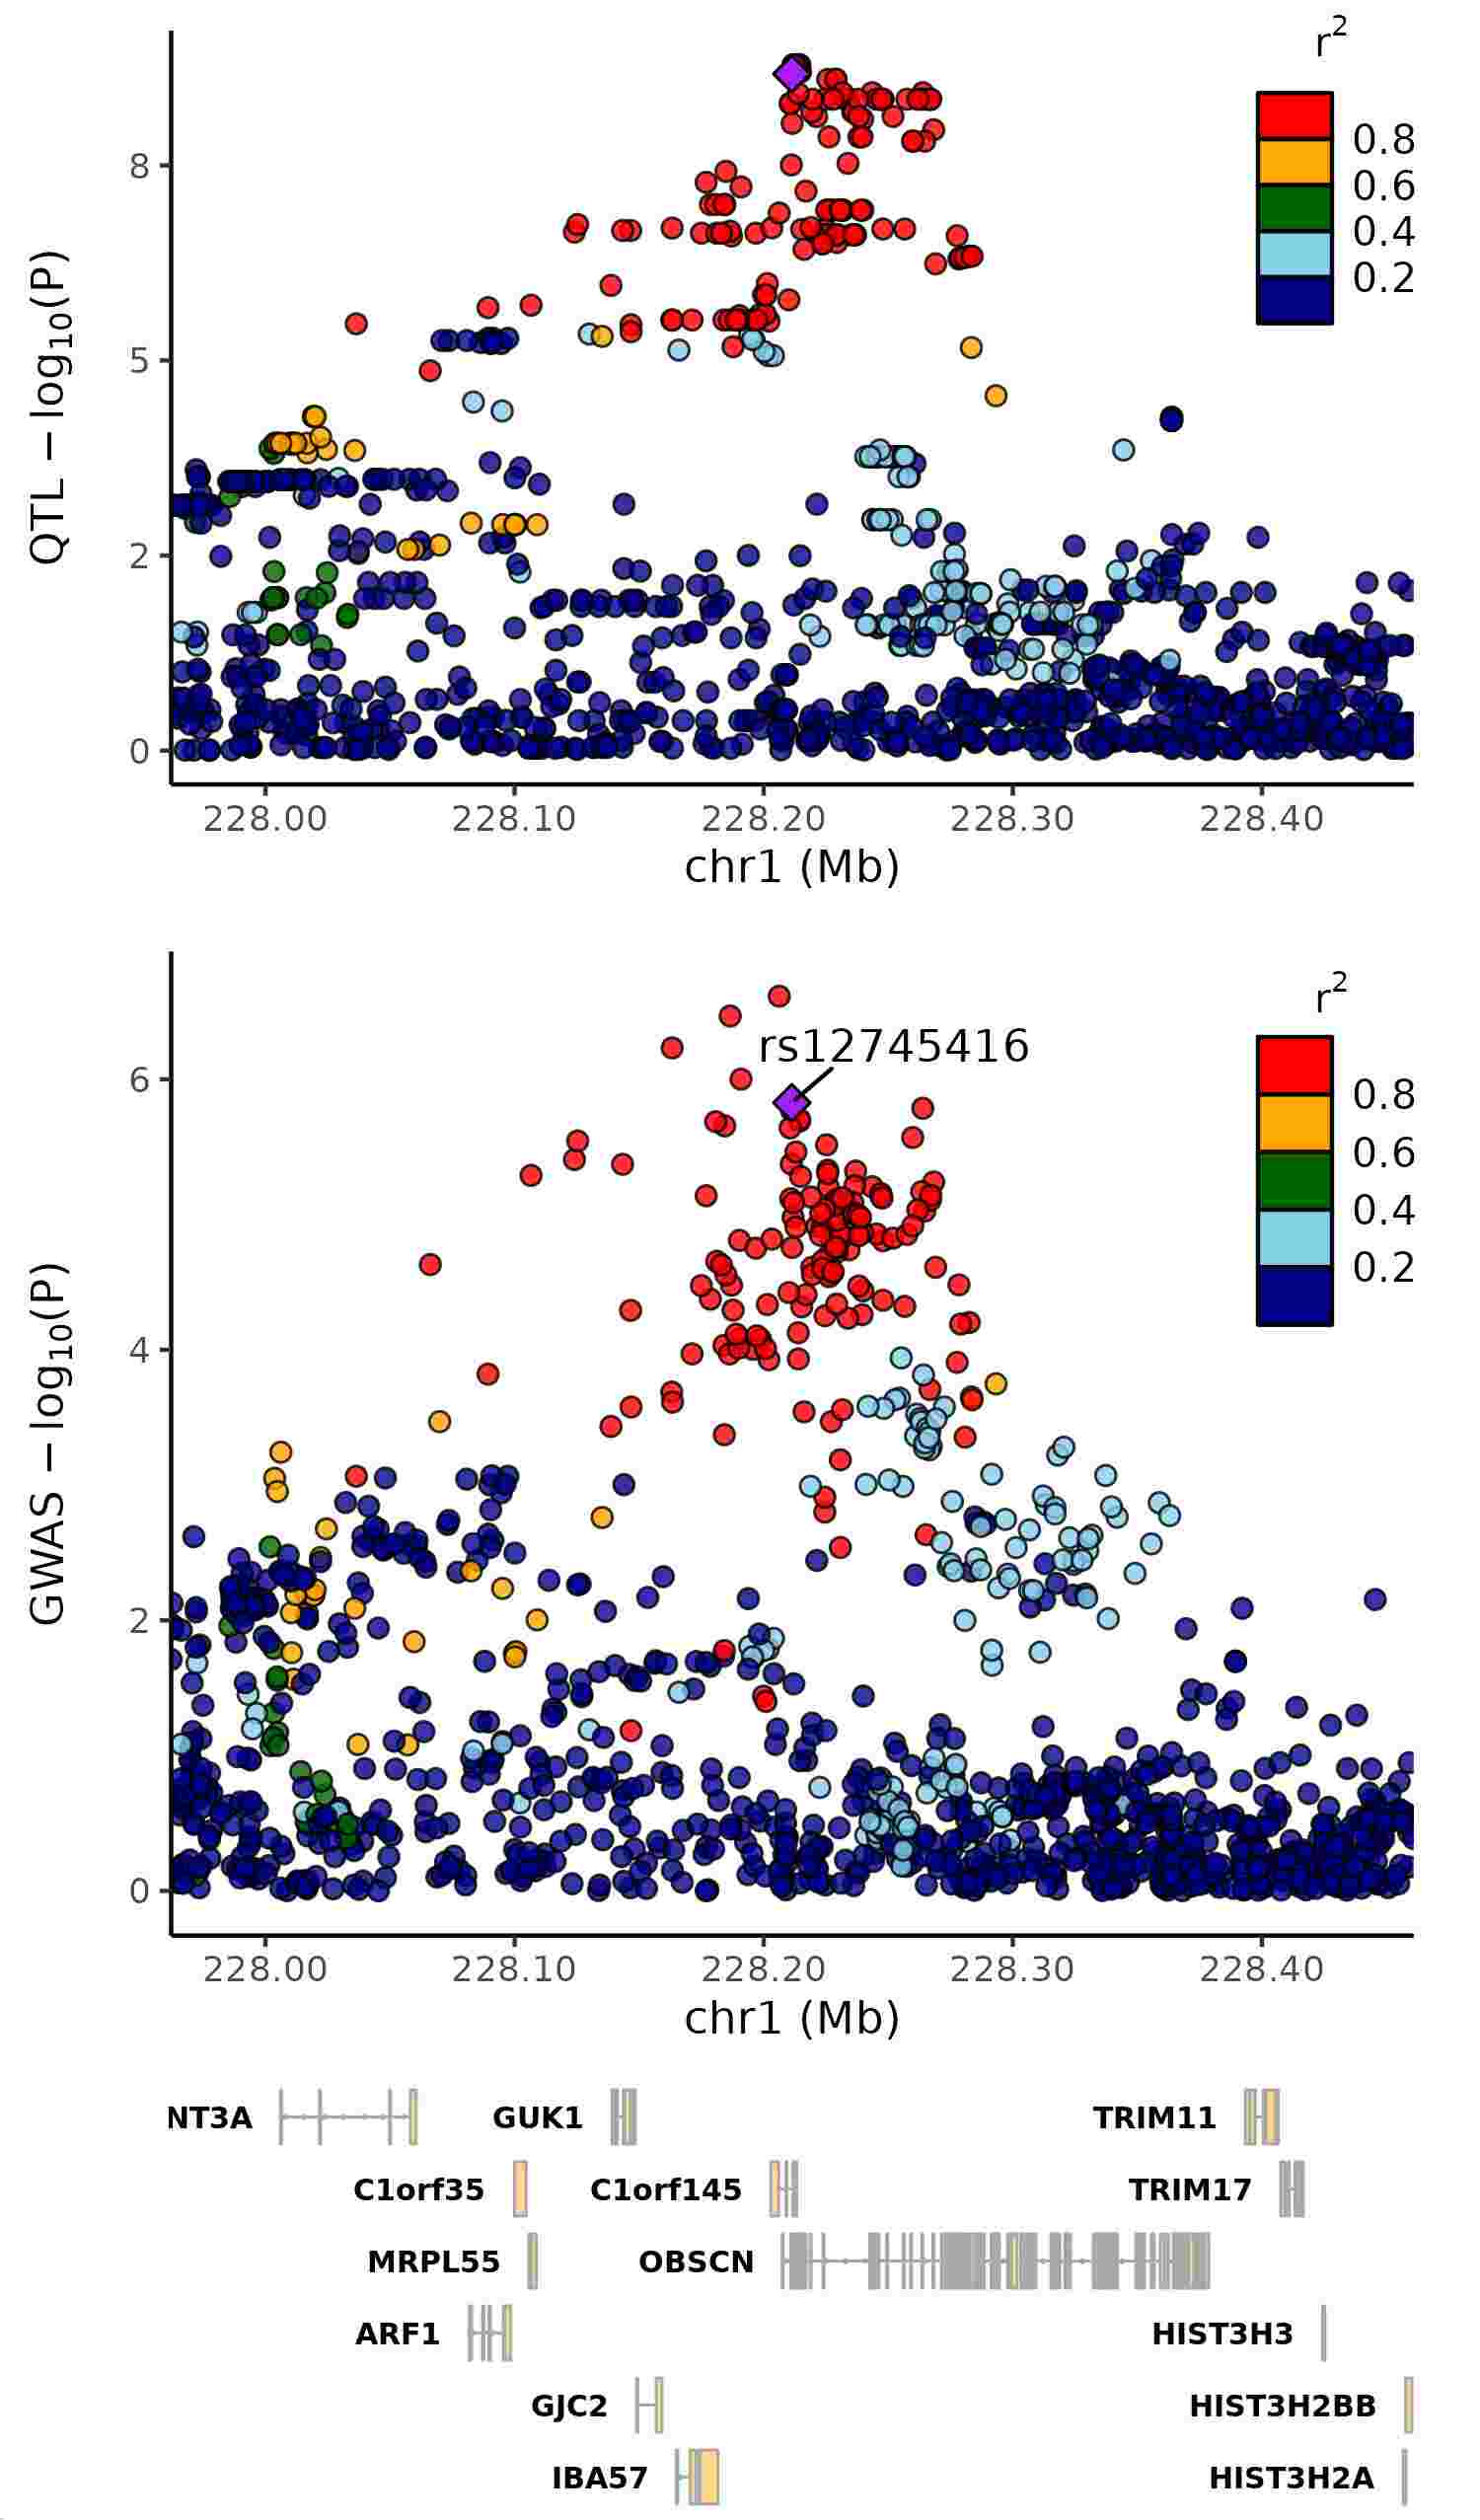 r2
0.8
0.6
0.4
0.2
QTL − log10(P)
8
5
2
0
228.00 228.10 228.20 228.30 228.40
chr1 (Mb)
r2
0.8
0.6
0.4
0.2
rs12745416
GWAS − log10(P)
6
4
2
0
228.00 228.10 228.20 228.30 228.40
chr1 (Mb)
NT3A GUK1 TRIM11
C1orf35 C1orf145 TRIM17
MRPL55 OBSCN
ARF1 HIST3H3
GJC2 HIST3H2BB
IBA57 HIST3H2A